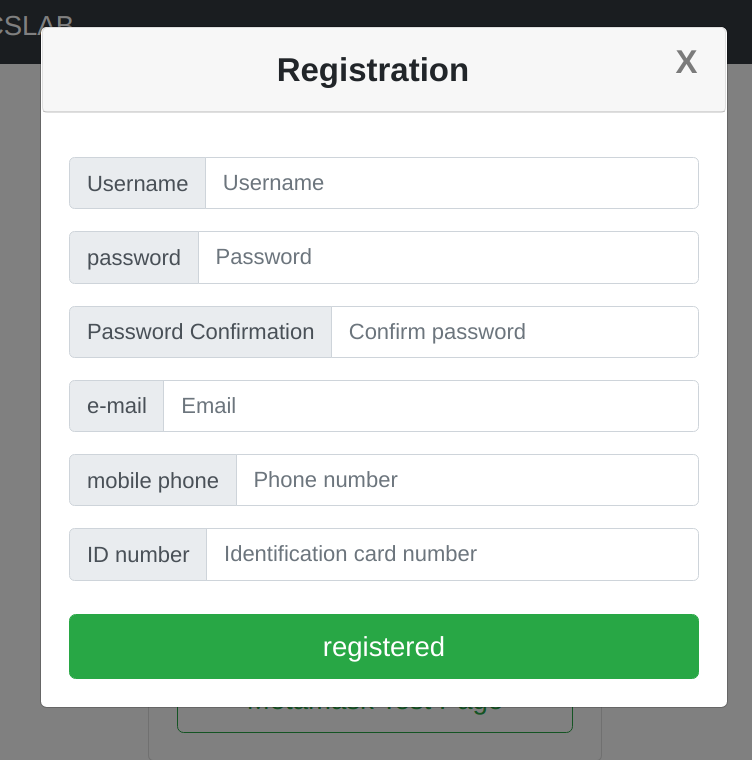 CSLAB
Registration X
Username Username
password Password
Password Confirmation Confirm password
e-mail Email
mobile phone Phone number
ID number Identification card number
registered
Metamask Test Page